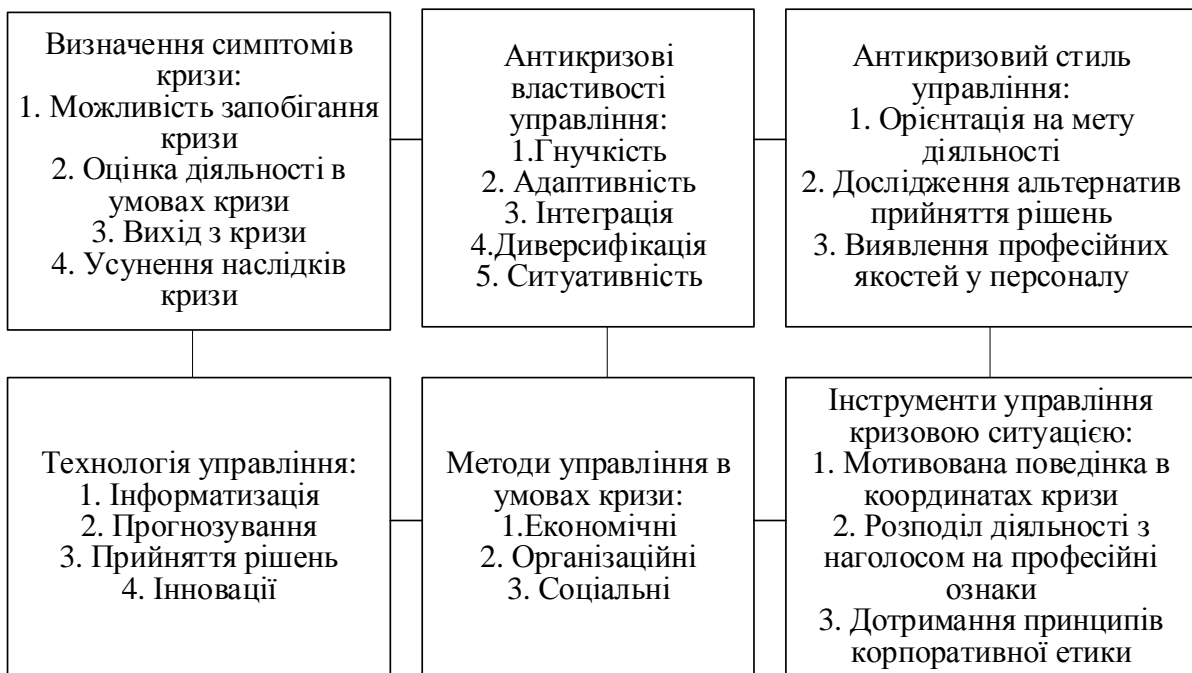 Визначення симптомів
кризи:
1. Можливість запобігання
кризи
2. Оцінка діяльності в
умовах кризи
3. Вихід з кризи
4. Усунення наслідків
кризи
Антикризові
властивості
управління:
1.Гнучкість
2. Адаптивність
3. Інтеграція
4.Диверсифікація
5. Ситуативність
Антикризовий стиль
управління:
1. Орієнтація на мету
діяльності
2. Дослідження альтернатив
прийняття рішень
3. Виявлення професійних
якостей у персоналу
Технологія управління:
1. Інформатизація
2. Прогнозування
3. Прийняття рішень
4. Інновації
Методи управління в
умовах кризи:
1.Економічні
2. Організаційні
3. Соціальні
Інструменти управління
кризовою ситуацією:
1. Мотивована поведінка в
координатах кризи
2. Розподіл діяльності з
наголосом на професійні
ознаки
3. Дотримання принципів
корпоративної етики